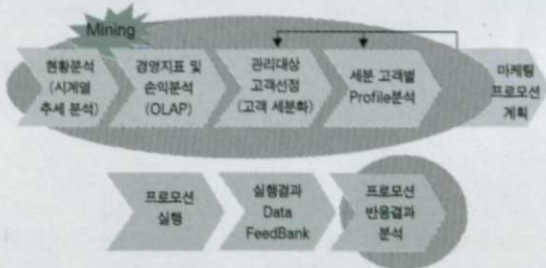 Mining
현황분석
(시계열
추세 분석)
경영지표 및
손익분석
(OLAP)
관리대상
고객선정
(고객 세분화)
세분 고객별
Profile분석
마케팅
프로모션
계획
프로모션
실행
실행결과
Data
FeedBank
프로모션
반응결과
분석